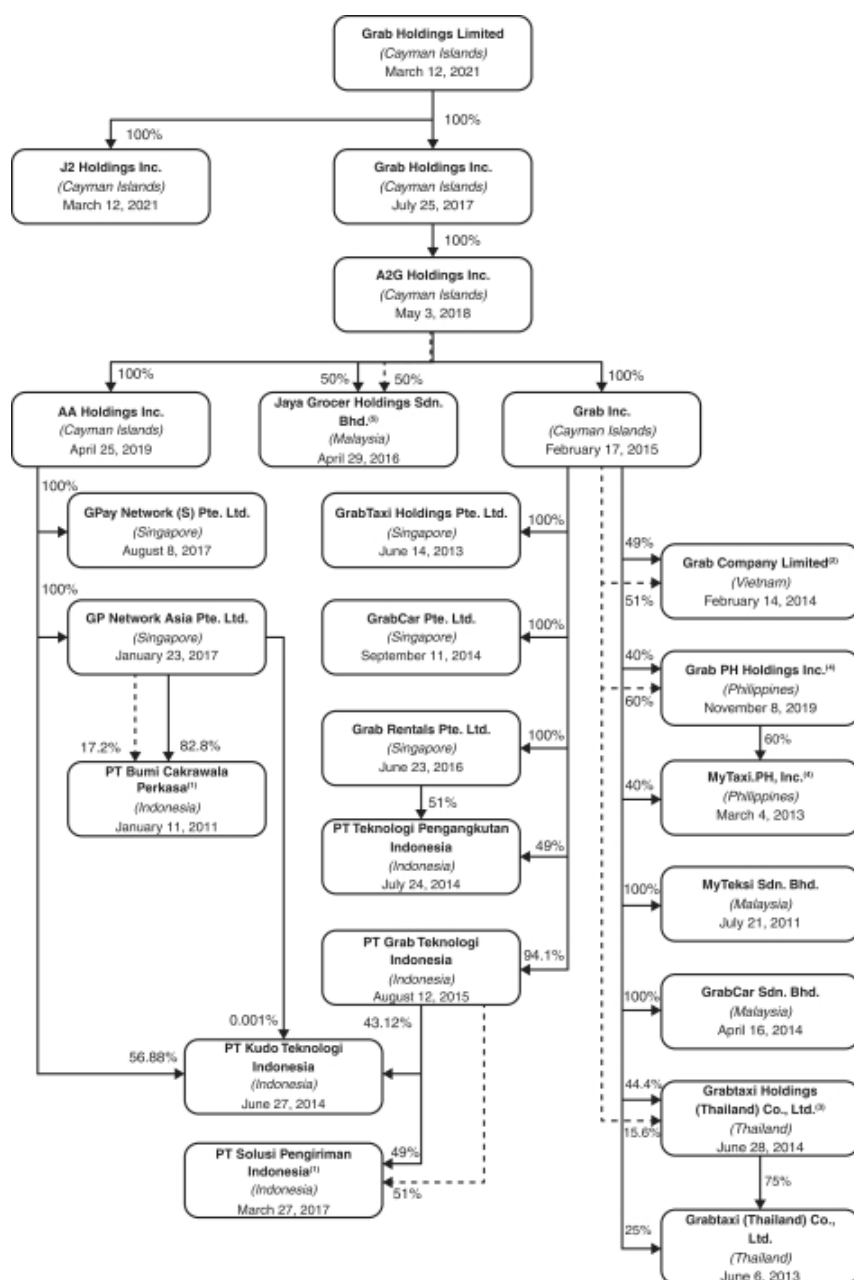 Grab Holdings Limited
(Cayman Islands)
March 12, 2021
100%
100%
J2 Holdings Inc.
(Cayman Islands)
March 12, 2021
Grab Holdings Inc.
(Cayman Islands)
July 25, 2017
100%
A2G Holdings Inc.
(Cayman Islands)
May 3, 2018
100%
50%
50%
100%
AA Holdings Inc.
(Cayman Islands)
April 25, 2019
Jaya Grocer Holdings Sdn.
Bhd.(5)
(Malaysia)
April 29, 2016
Grab Inc.
(Cayman Islands)
February 17, 2015
100%
GPay Network (S) Pte. Ltd.
(Singapore)
August 8, 2017
GrabTaxi Holdings Pte. Ltd.
(Singapore)
June 14, 2013
100%
49%
51%
Grab Company Limited(2)
(Vietnam)
February 14, 2014
100%
GP Network Asia Pte. Ltd.
(Singapore)
January 23, 2017
GrabCar Pte. Ltd.
(Singapore)
September 11, 2014
100%
40%
60%
Grab PH Holdings Inc.(4)
(Philippines)
November 8, 2019
17.2%
82.8%
PT Bumi Cakrawala
Perkasa(1)
(Indonesia)
January 11, 2011
Grab Rentals Pte. Ltd.
(Singapore)
June 23, 2016
100%
60%
40%
MyTaxi.PH, Inc.(4)
(Philippines)
March 4, 2013
51%
PT Teknologi Pengangkutan
Indonesia
(Indonesia)
July 24, 2014
49%
100%
MyTeksi Sdn. Bhd.
(Malaysia)
July 21, 2011
PT Grab Teknologi
Indonesia
(Indonesia)
August 12, 2015
94.1%
100%
GrabCar Sdn. Bhd.
(Malaysia)
April 16, 2014
0.001%
43.12%
56.88%
PT Kudo Teknologi
Indonesia
(Indonesia)
June 27, 2014
44.4%
15.6%
Grabtaxi Holdings
(Thailand) Co., Ltd.(3)
(Thailand)
June 28, 2014
PT Solusi Pengiriman
Indonesia(1)
(Indonesia)
March 27, 2017
49%
51%
75%
25%
Grabtaxi (Thailand) Co.,
Ltd.
(Thailand)
June 6, 2013